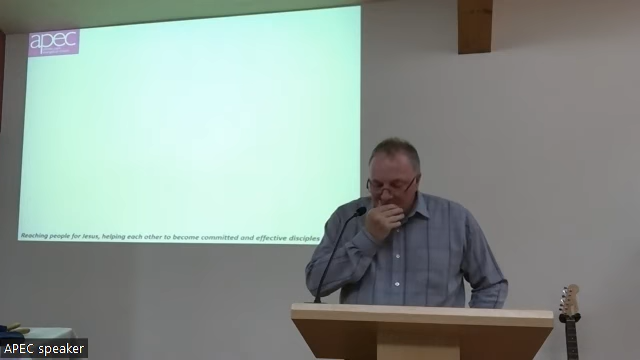 apec
Reaching people for Jesus, helping each other to become committed and effective disciples
APEC speaker